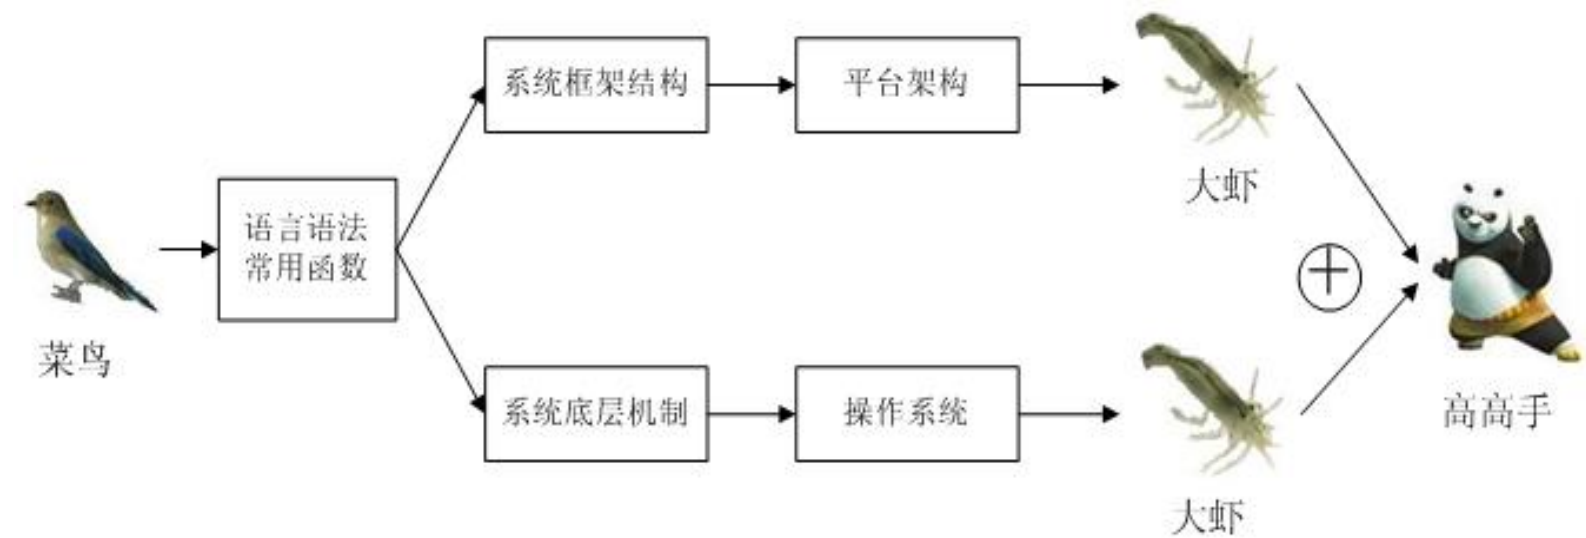 系统框架结构
平台架构
大虾
语言语法
常用函数
菜鸟
系统底层机制
操作系统
大虾
高高手